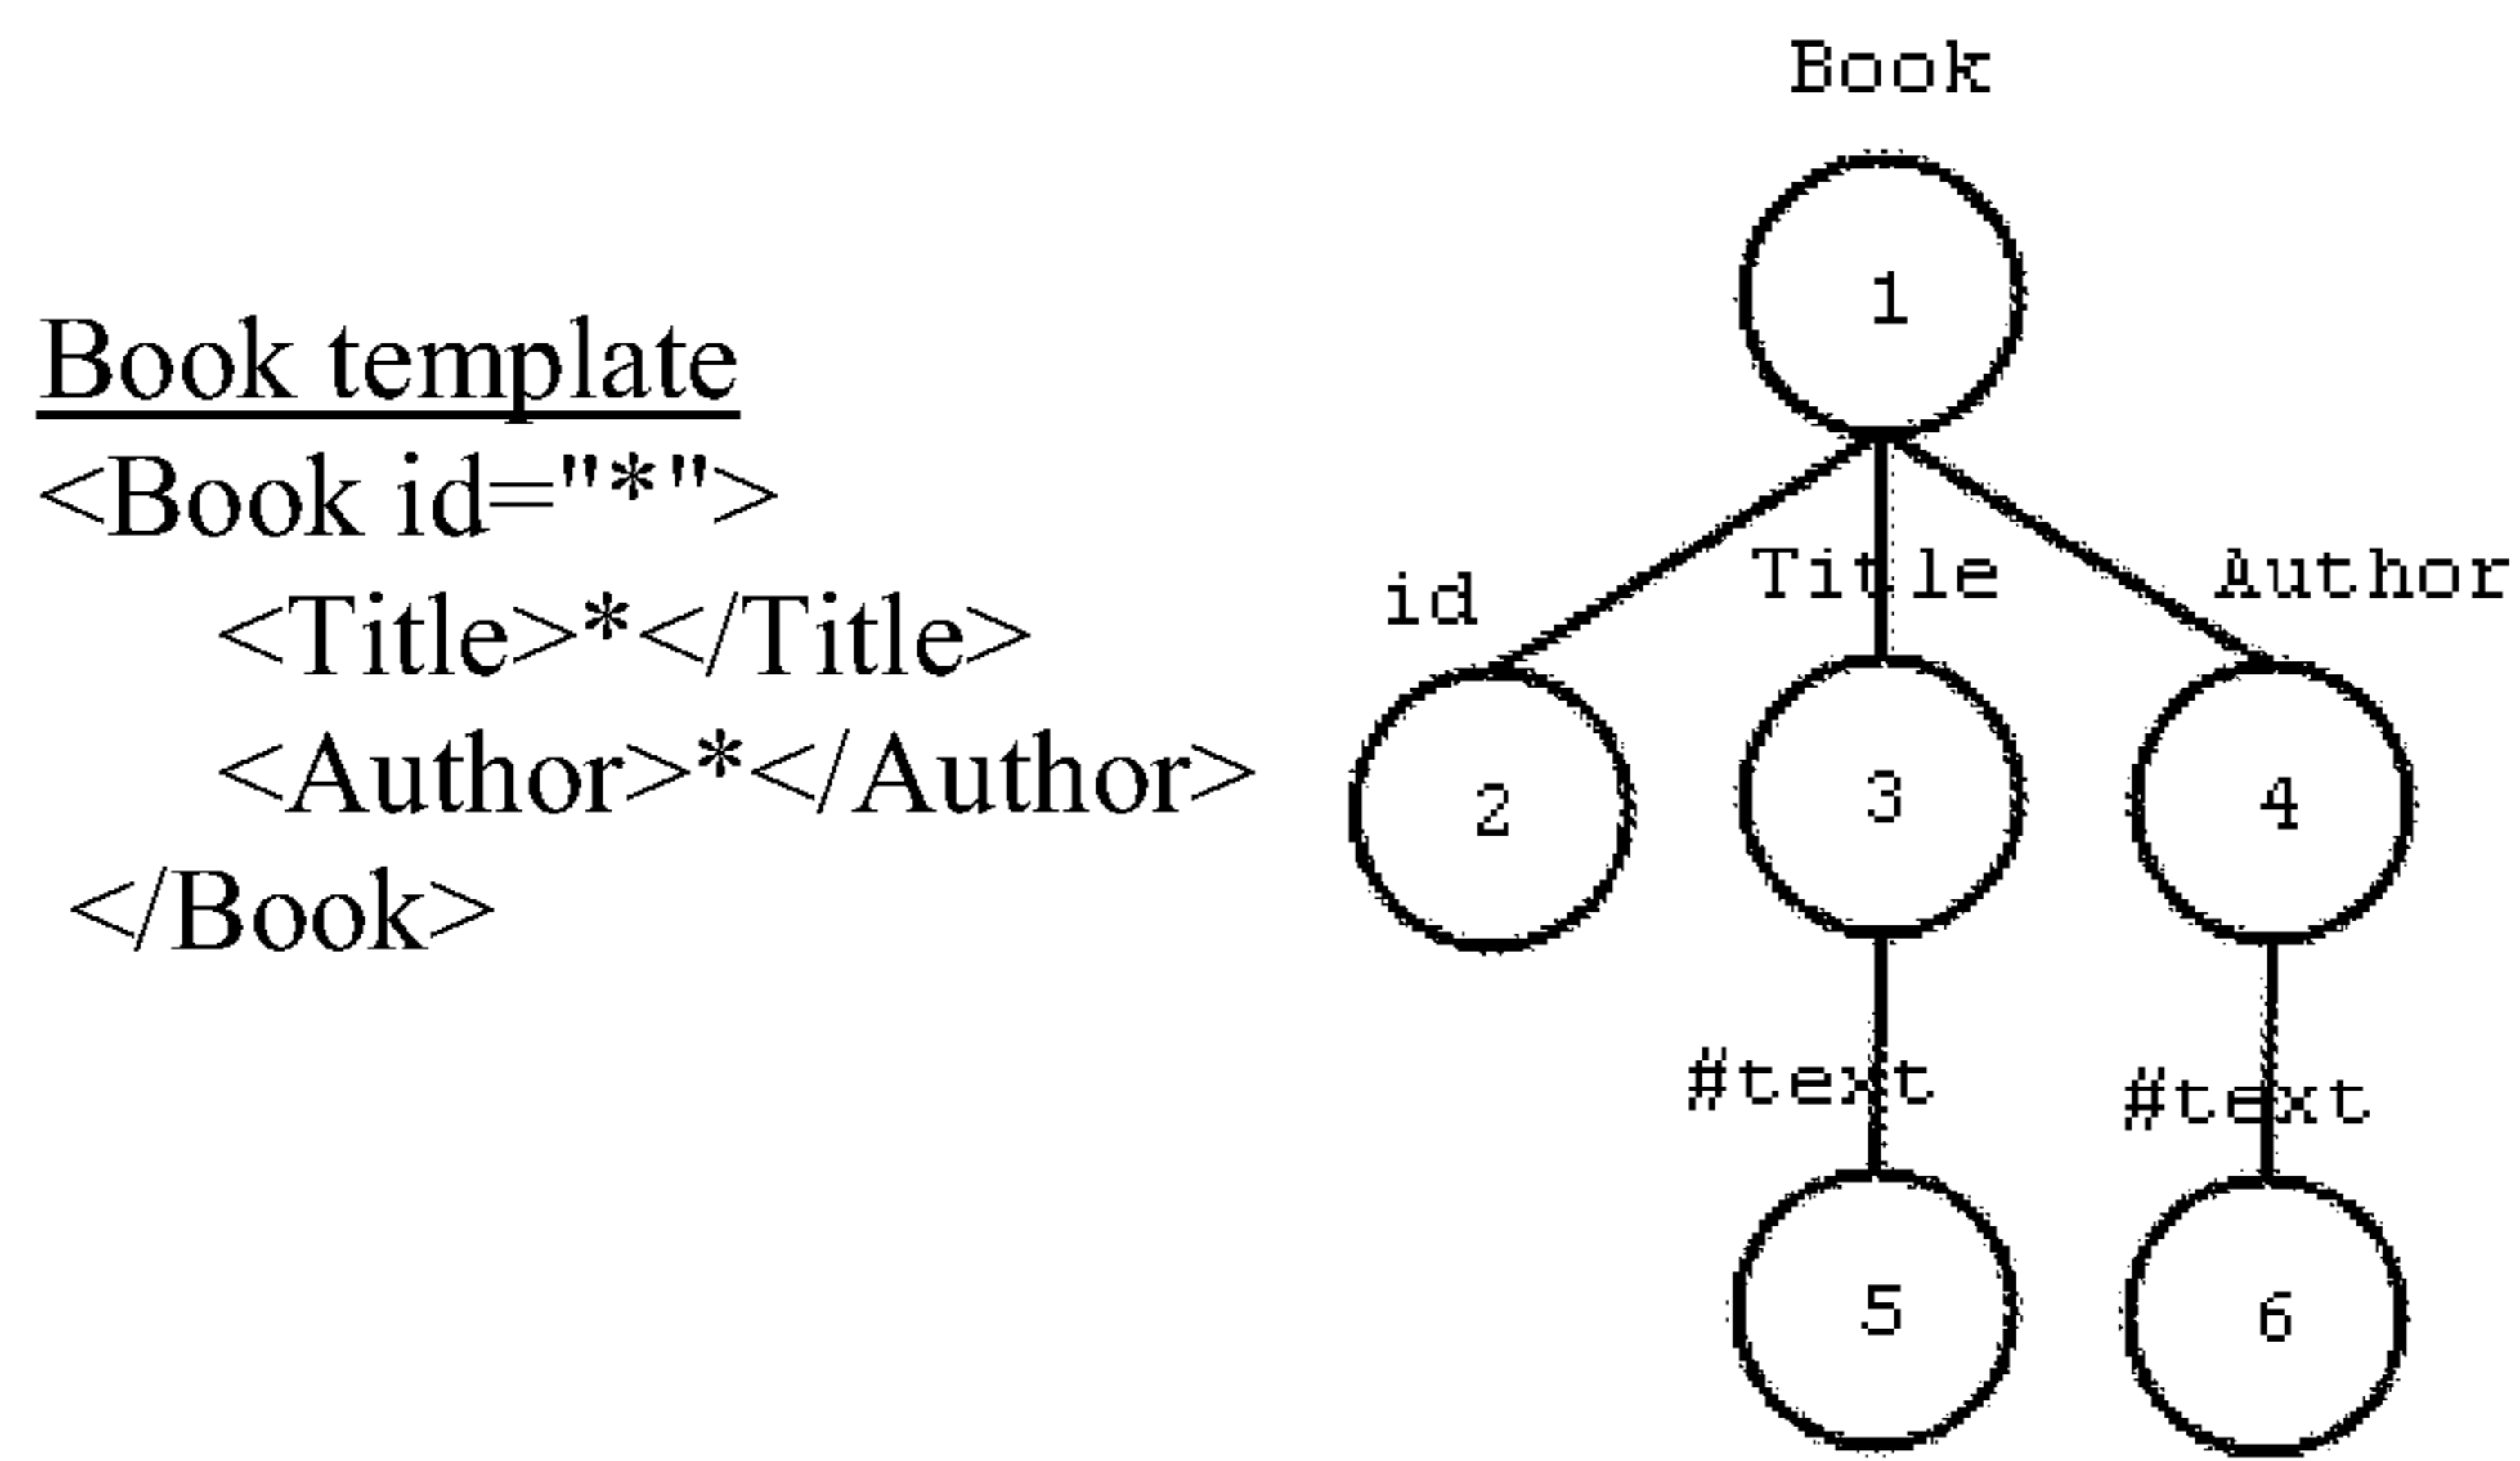 Book template
<Book id="*">
<Title>*</Title>
<Author>*</Author>
</Book>
Book
1
id
Title
Author
2
3
4
#text
#text
5
6